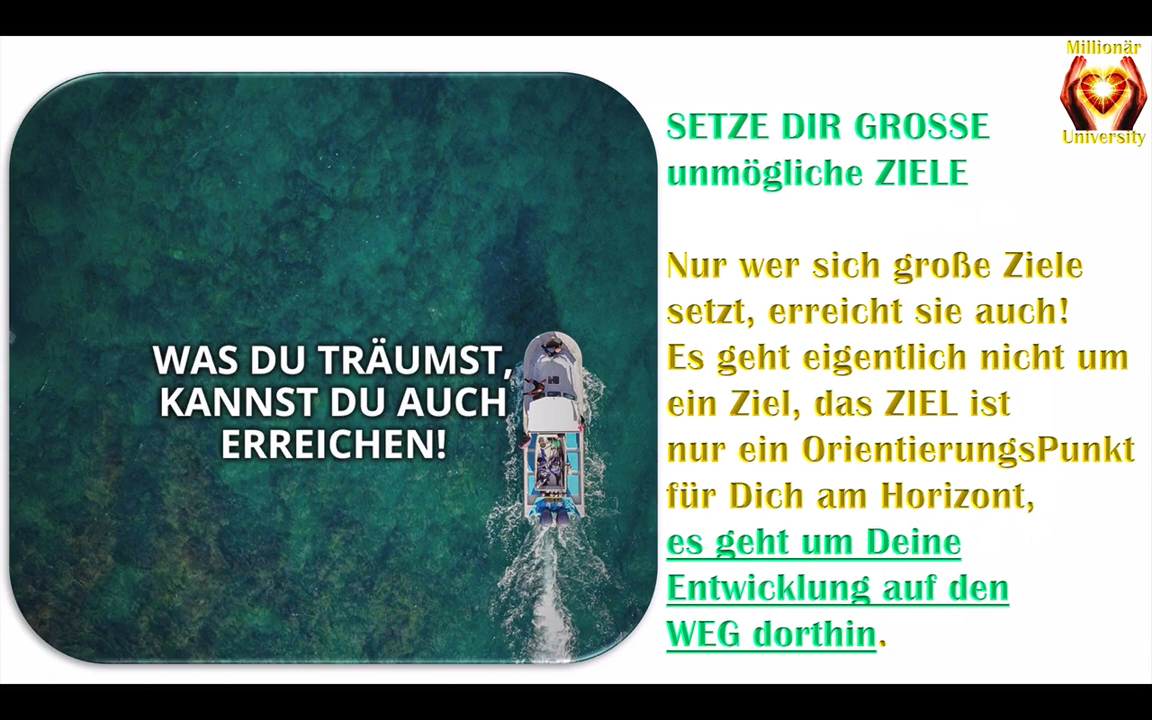 WAS DU TRÄUMST,
KANNST DU AUCH
ERREICHEN!
Millionär
University
SETZE DIR GROSSE
unmögliche ZIELE
Nur wer sich große Ziele
setzt, erreicht sie auch!
Es geht eigentlich nicht um
ein Ziel, das ZIEL ist
nur ein OrientierungsPunkt
für Dich am Horizont,
es geht um Deine
Entwicklung auf den
WEG dorthin.